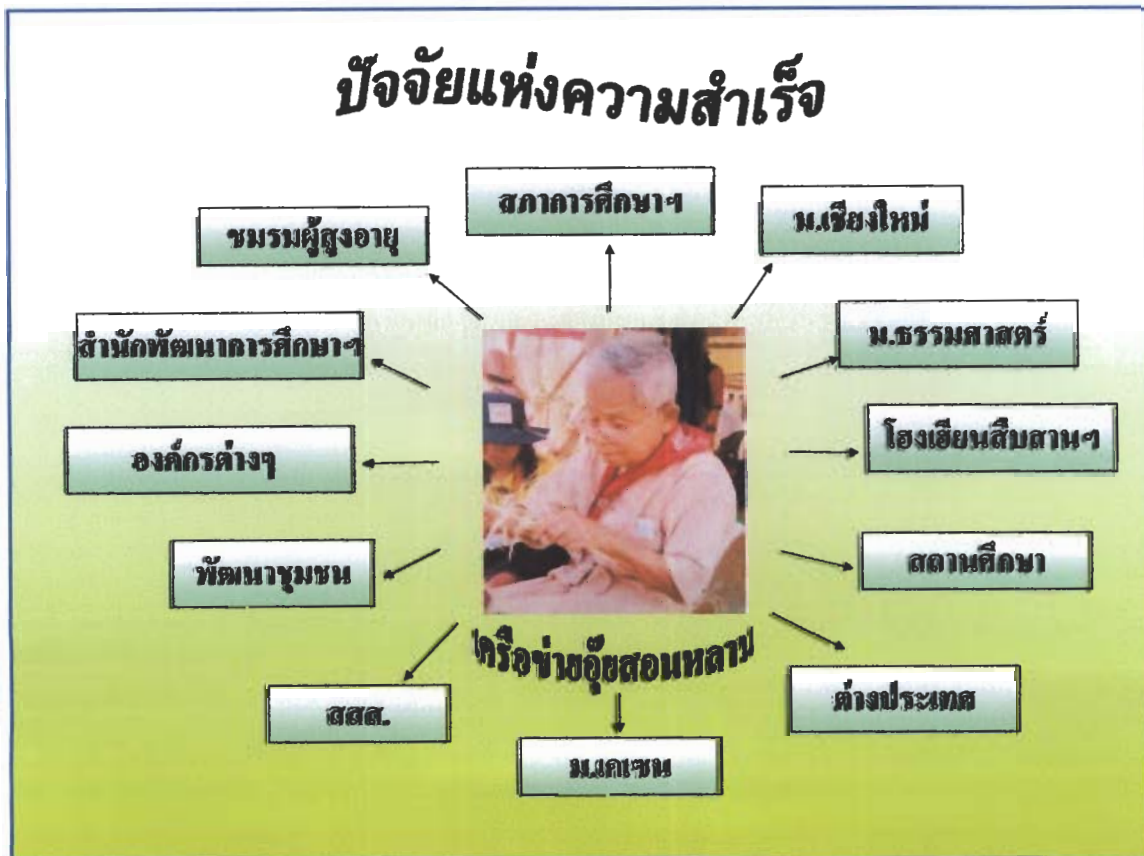 ปัจจัยแห่งความสำเร็จ
สภาการศึกษาฯ
ชมรมผู้สูงอายุ
ม.เชียงใหม่
สำนักพัฒนาการศึกษาฯ
ม.ธรรมศาสตร์
องค์กรต่างๆ
โฮงเฮียนสืบสานฯ
พัฒนาชุมชน
สถานศึกษา
เครือข่ายอุ๊ยสอนหลาน
สสส.
ต่างประเทศ
ม.เคเซน